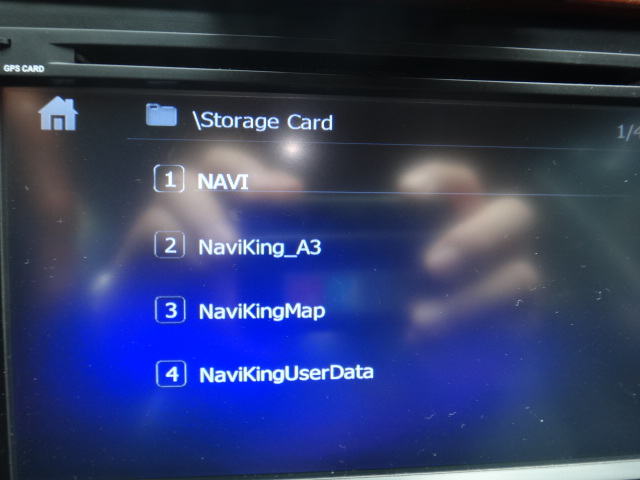 GPS CARD
\Storage Card
1/4
1 NAVI
2 NaviKing_A3
3 NaviKingMap
4 NaviKingUserData